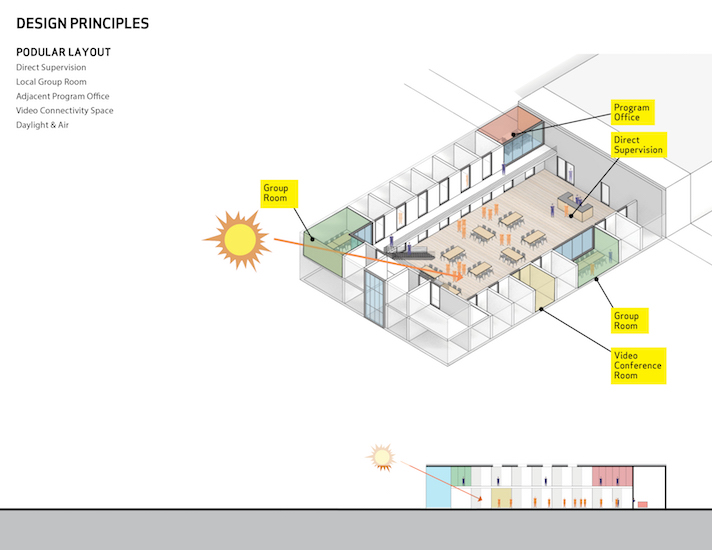 DESIGN PRINCIPLES
PODULAR LAYOUT
Direct Supervision
Local Group Room
Adjacent Program Office
Video Connectivity Space
Daylight & Air
Program
Office
Direct
Supervision
Group
Room
Group
Room
Video
Conference
Room